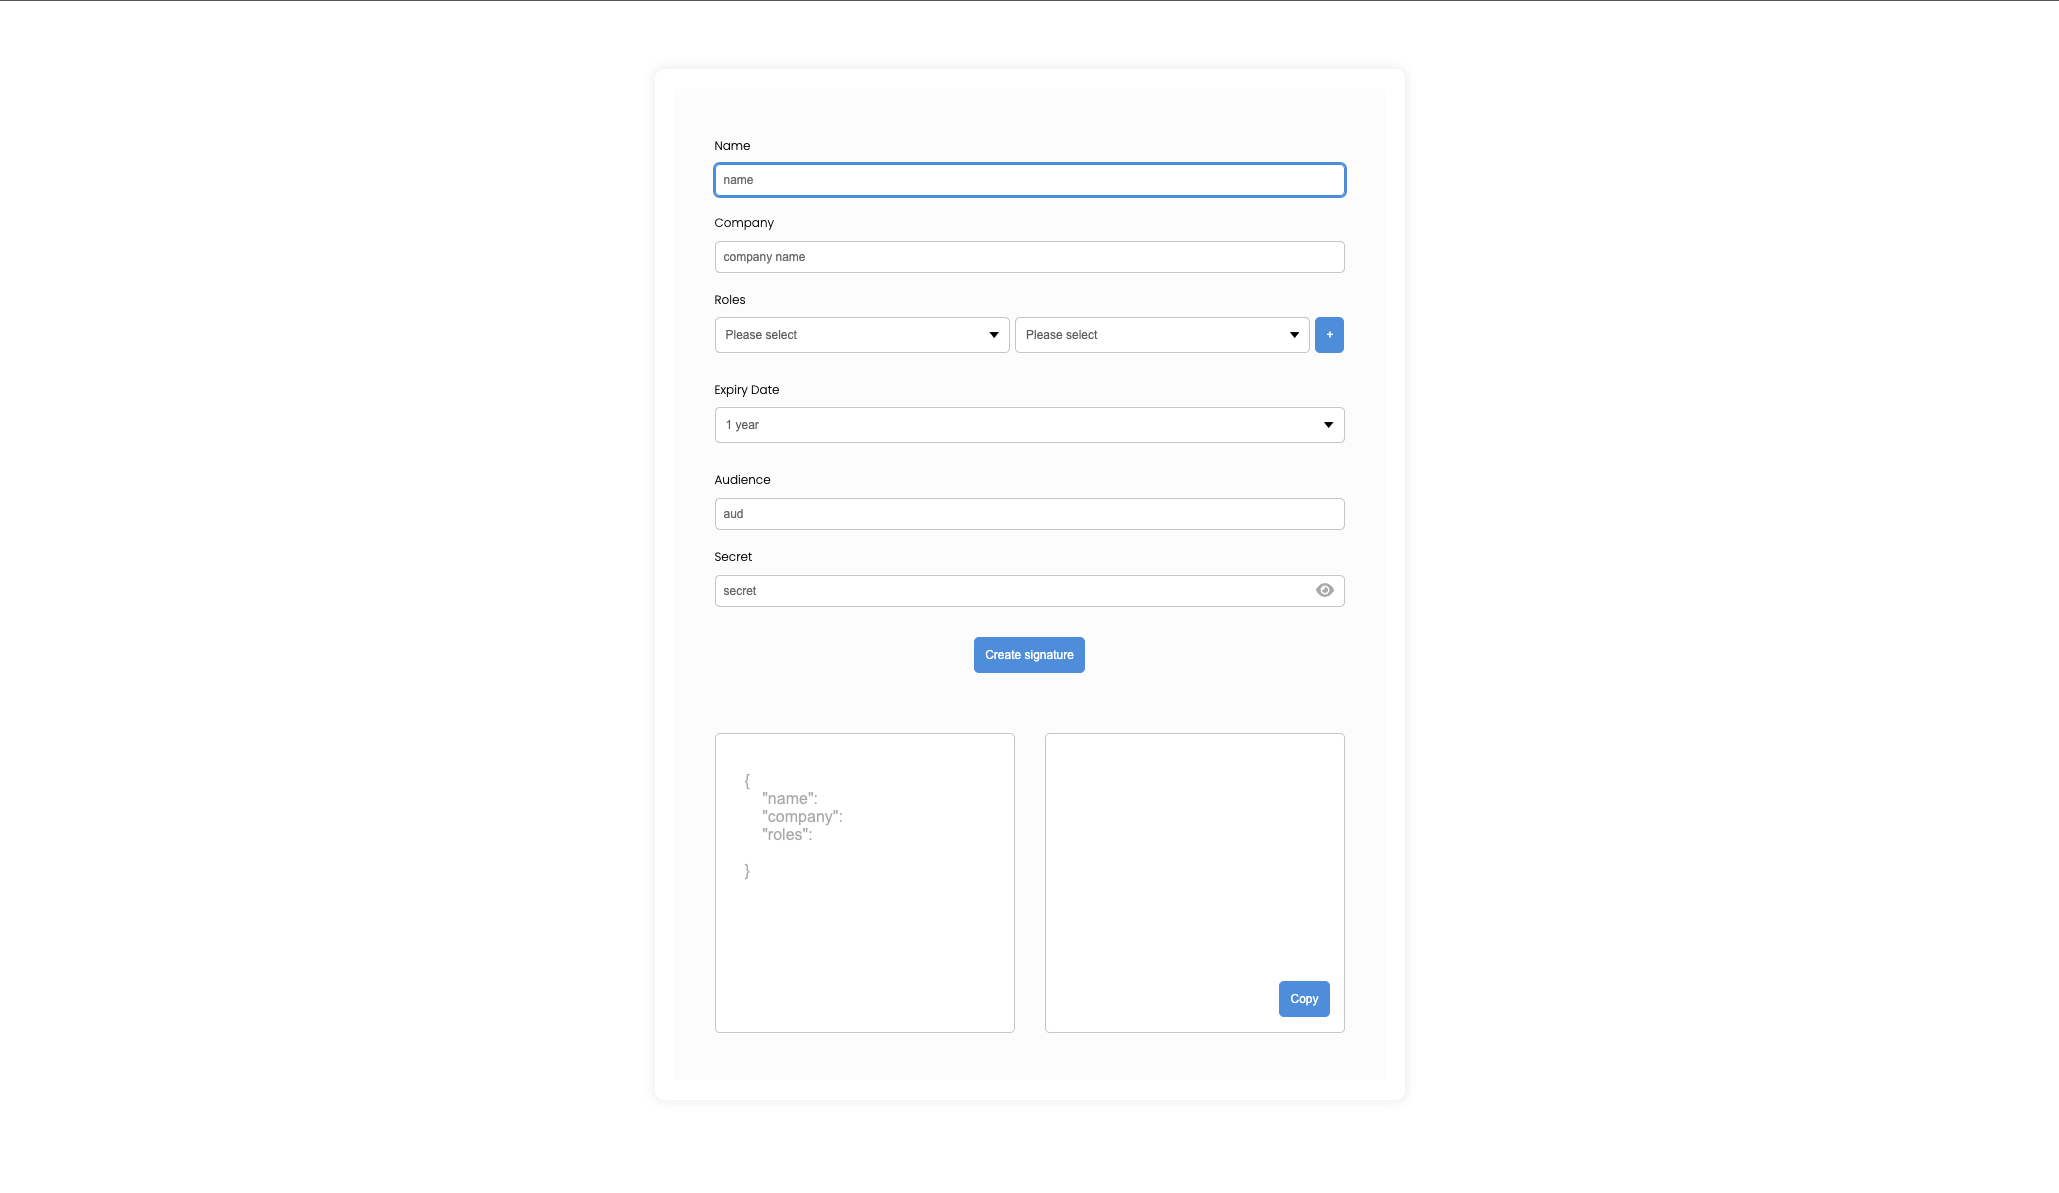 Name
name
Company
company name
Roles
Please select Please select +
Expiry Date
1 year
Audience
aud
Secret
secret
Create signature
{
"name":
"company":
"roles":
}
Copy